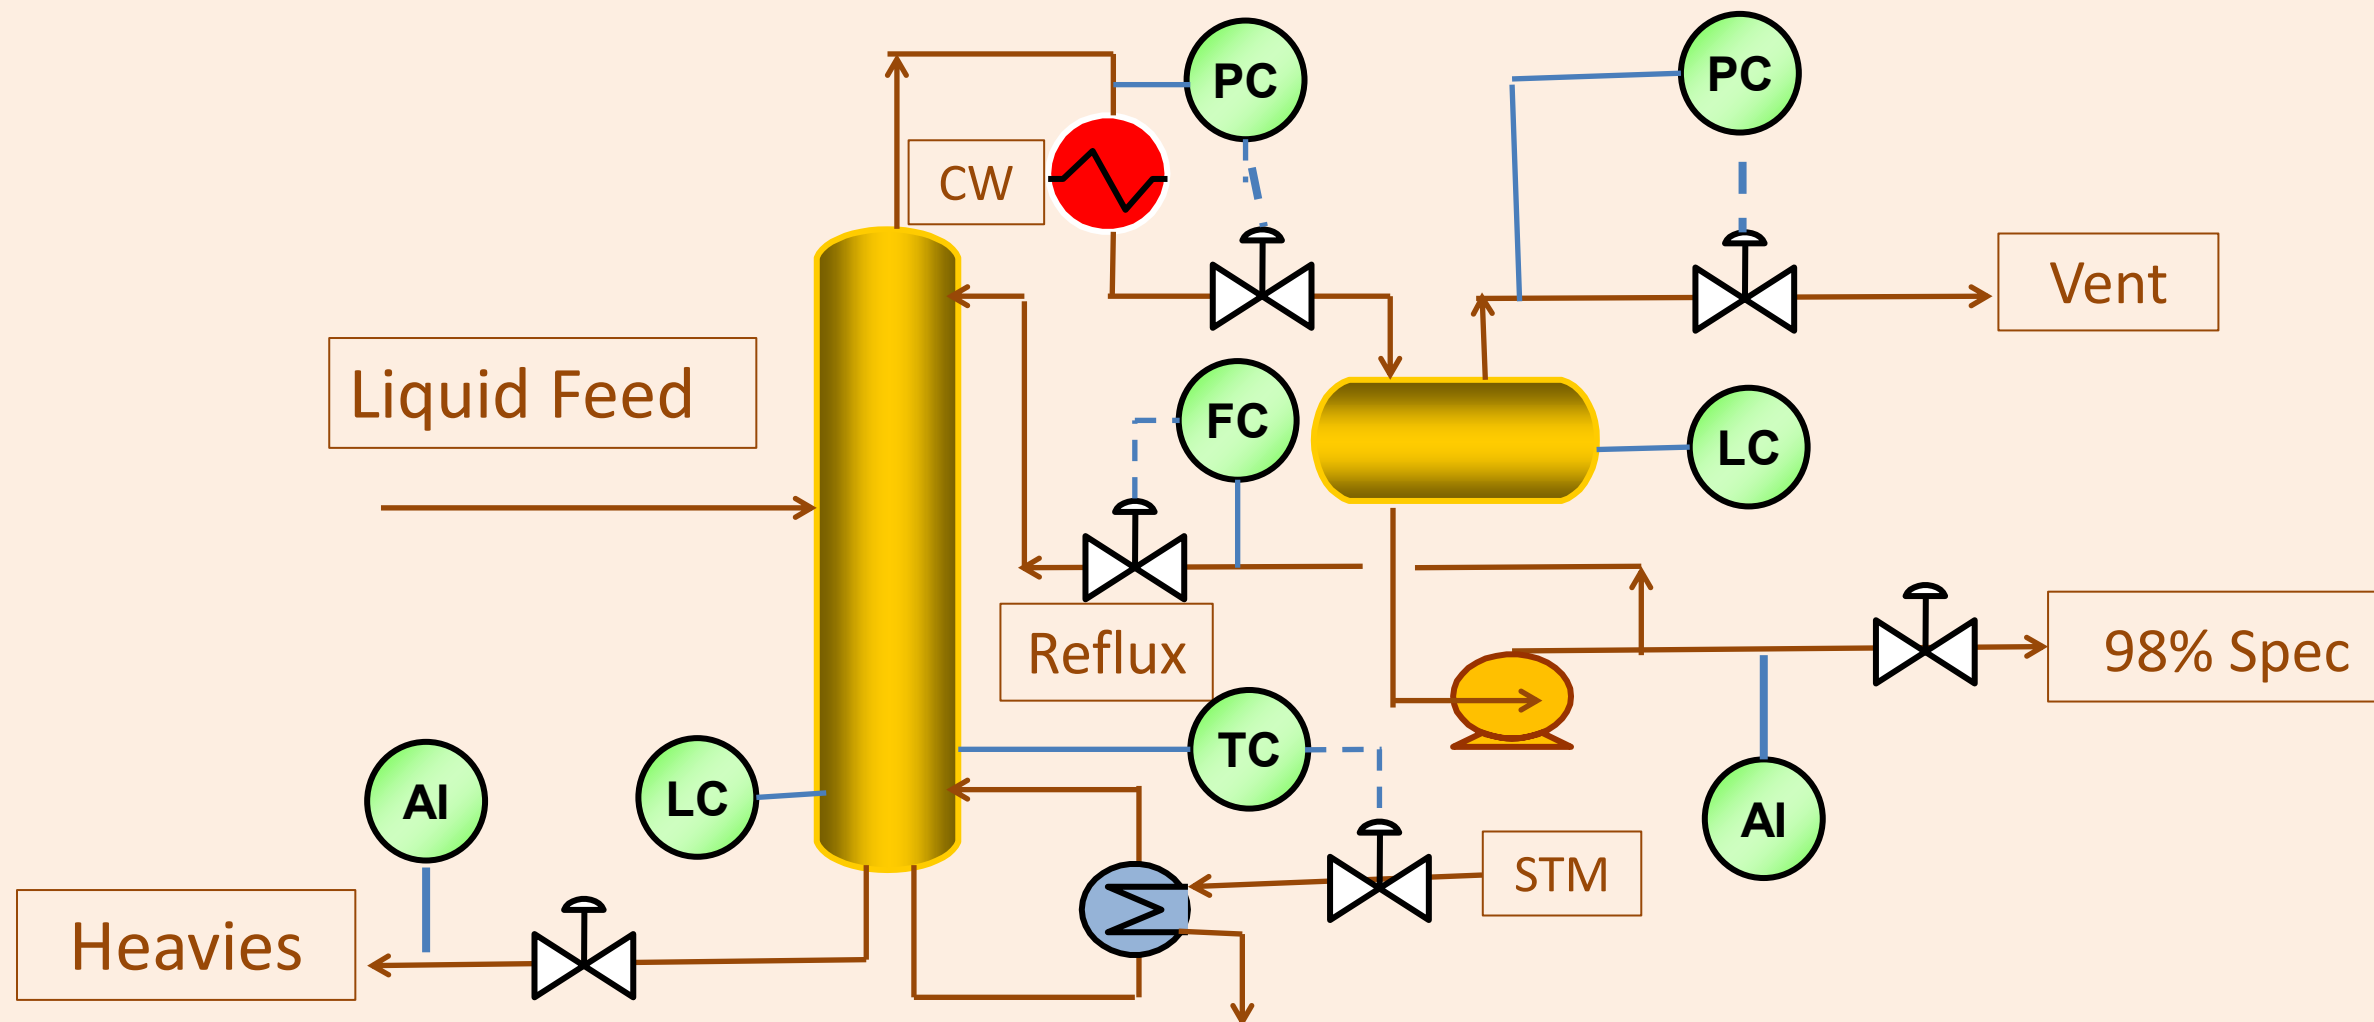 PC
PC
CW
Vent
Liquid Feed
FC
LC
Reflux
98% Spec
TC
AI
LC
AI
STM
Heavies